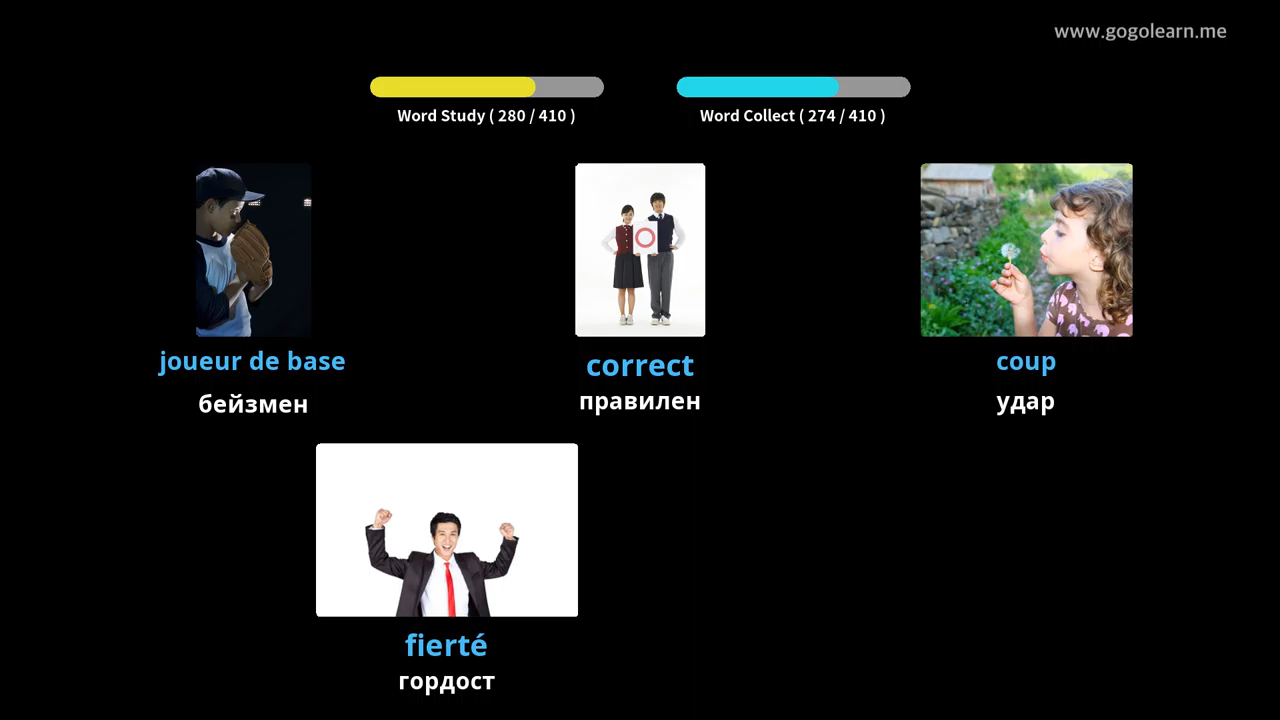 www.gogolearn.me
Word Study ( 280 / 410 )
Word Collect ( 274 / 410 )
joueur de base
бейзмен
correct
правилен
coup
удар
fierté
гордост